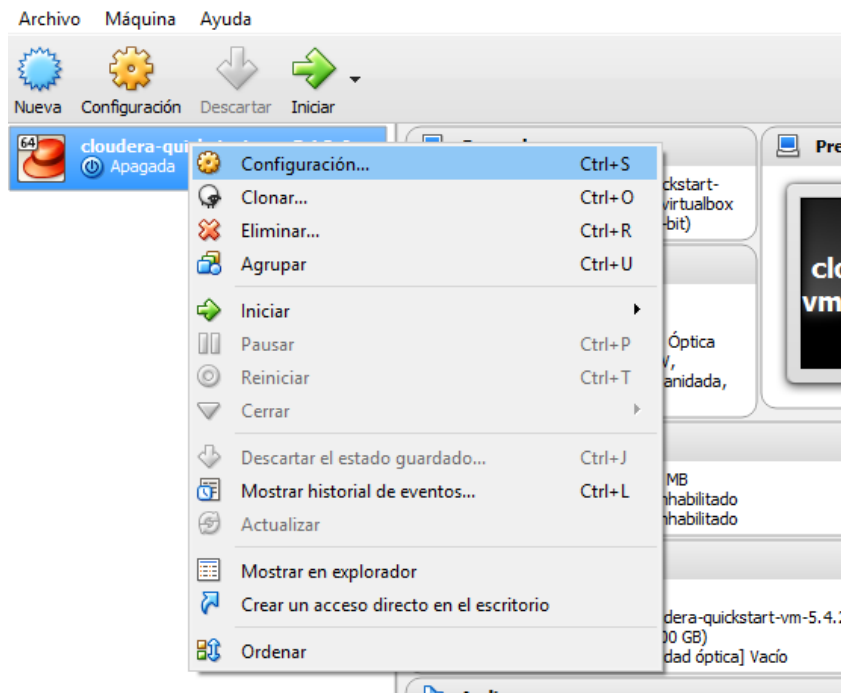 Archivo Máquina Ayuda
Nueva Configuración Descartar Iniciar
64
Apagada
Configuración... Ctrl+S
Clonar... Ctrl+O
Eliminar... Ctrl+R
Agrupar Ctrl+U
Iniciar
Pausar Ctrl+P
Reiniciar Ctrl+T
Cerrar
Descartar el estado guardado... Ctrl+J
Mostrar historial de eventos... Ctrl+L
Actualizar
Mostrar en explorador
Crear un acceso directo en el escritorio
Ordenar
ckstart-
virtualbox
-bit)
Óptica
anidada,
MB
nhabilitado
nhabilitado
dera-quickstart-vm-5.4.2
00 GB)
dad óptica] Vacío
Pre
clo
vm